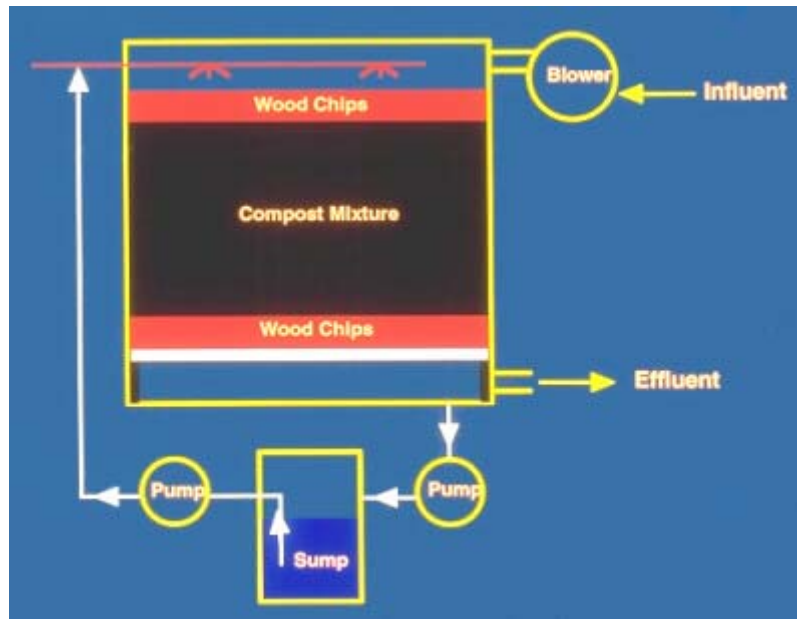 Blower
Influent
Wood Chips
Compost Mixture
Wood Chips
Effluent
Pump
Pump
Sump